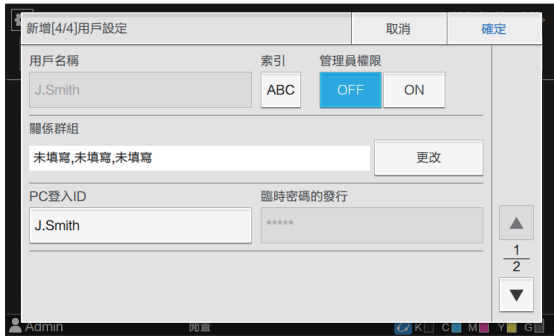 新增[4/4]用戶設定
取消
確定
用戶名稱
索引
管理員權限
J.Smith
ABC
OFF
ON
關係群組
未填寫,未填寫,未填寫
更改
PC登入ID
臨時密碼的發行
J.Smith
*****
1
2
Admin
閒置
K C M Y G